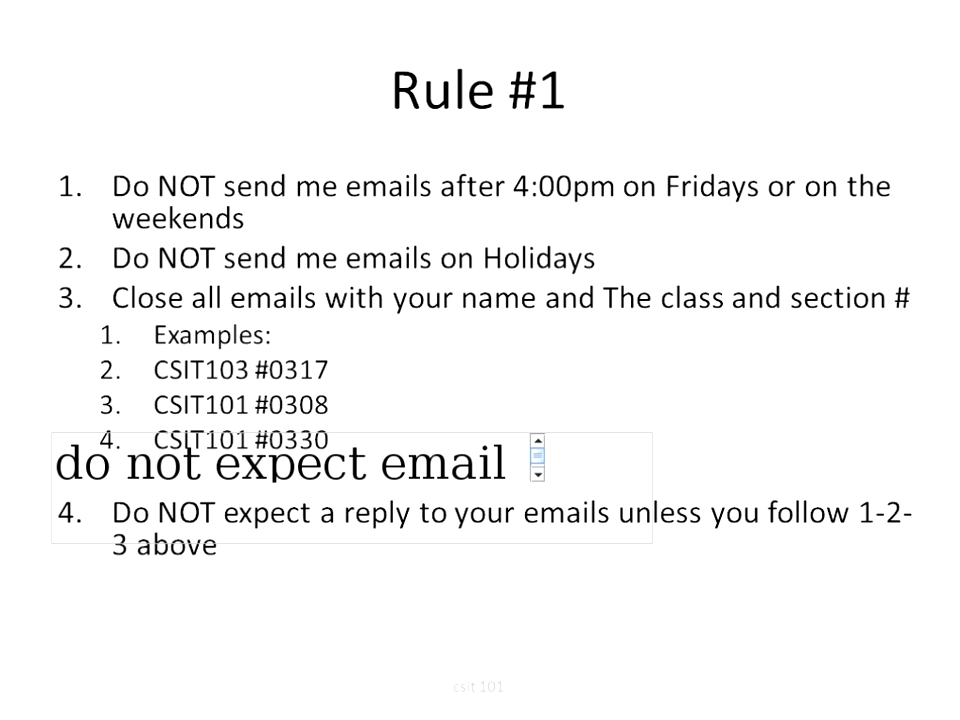 Rule #1
1. Do NOT send me emails after 4:00pm on Fridays or on the
weekends
2. Do NOT send me emails on Holidays
3. Close all emails with your name and The class and section #
1. Examples:
2. CSIT103 #0317
3. CSIT101 #0308
4. CSIT101 #0330
do not expect email
4. Do NOT expect a reply to your emails unless you follow 1-2-
3 above
csit 101